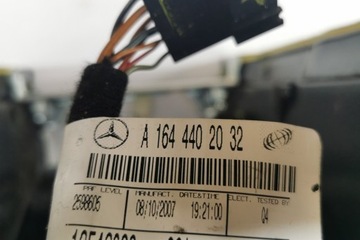 A 164 440 20 32
PRF LEVEL MANUFACT. DATE&TIME ELECT. TESTED BY
2598605 08/10/2007 19:21:00 04